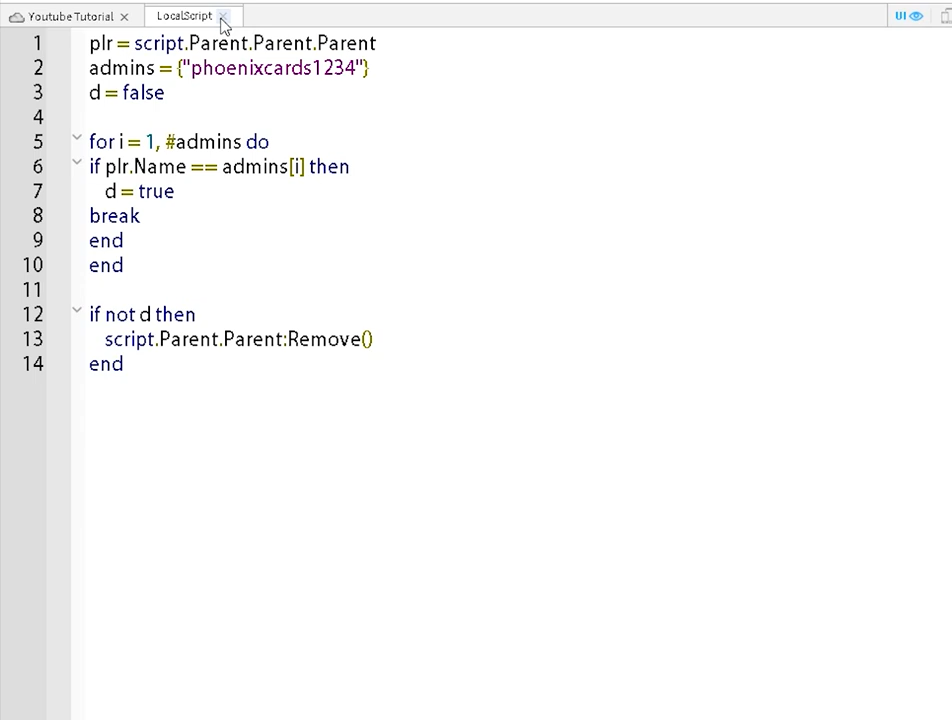 Youtube Tutorial
LocalScript
UI
1 plr = script.Parent.Parent.Parent
2 admins = {"phoenixcards1234"}
3 d = false
4
5 for i = 1, #admins do
6 if plr.Name == admins[i] then
7 d = true
8 break
9 end
10 end
11
12 if not d then
13 script.Parent.Parent:Remove()
14 end